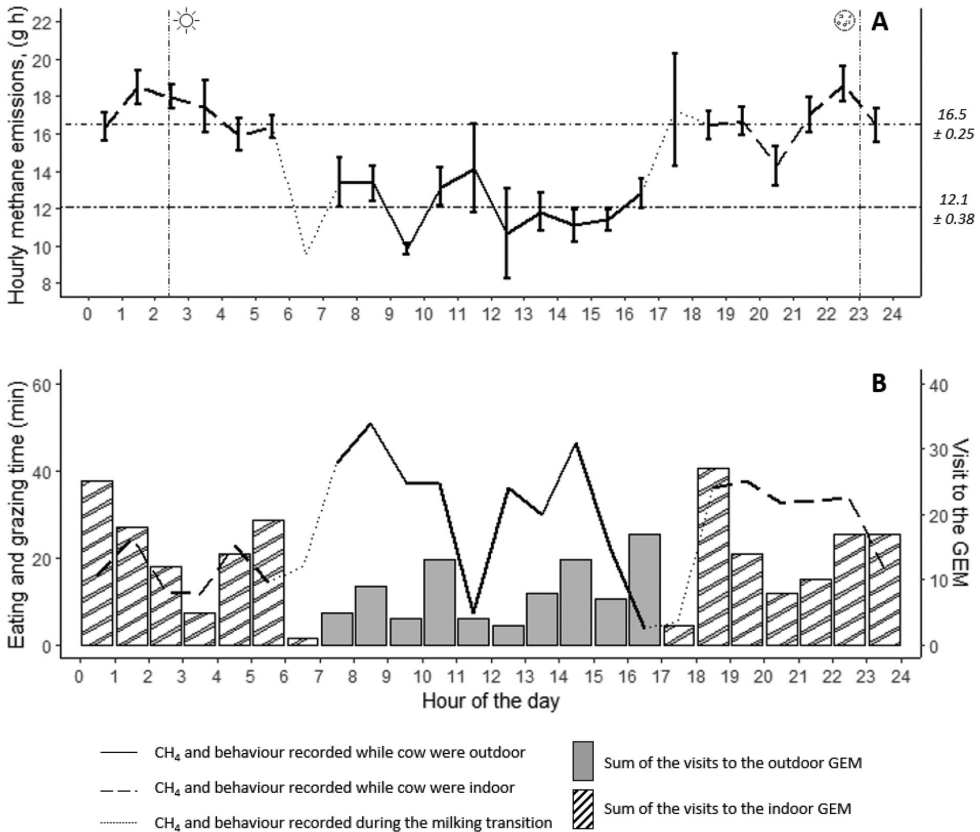 A
Hourly methane emissions, (g h)
22
20
18
16
14
12
10
8
16.5
± 0.25
12.1
± 0.38
0 1 2 3 4 5 6 7 8 9 10 11 12 13 14 15 16 17 18 19 20 21 22 23 24
B
Eating and grazing time (min)
60
40
20
0
40
30
20
10
0
Visit to the GEM
0 1 2 3 4 5 6 7 8 9 10 11 12 13 14 15 16 17 18 19 20 21 22 23 24
Hour of the day
CH₄ and behaviour recorded while cow were outdoor
CH₄ and behaviour recorded while cow were indoor
CH₄ and behaviour recorded during the milking transition
Sum of the visits to the outdoor GEM
Sum of the visits to the indoor GEM